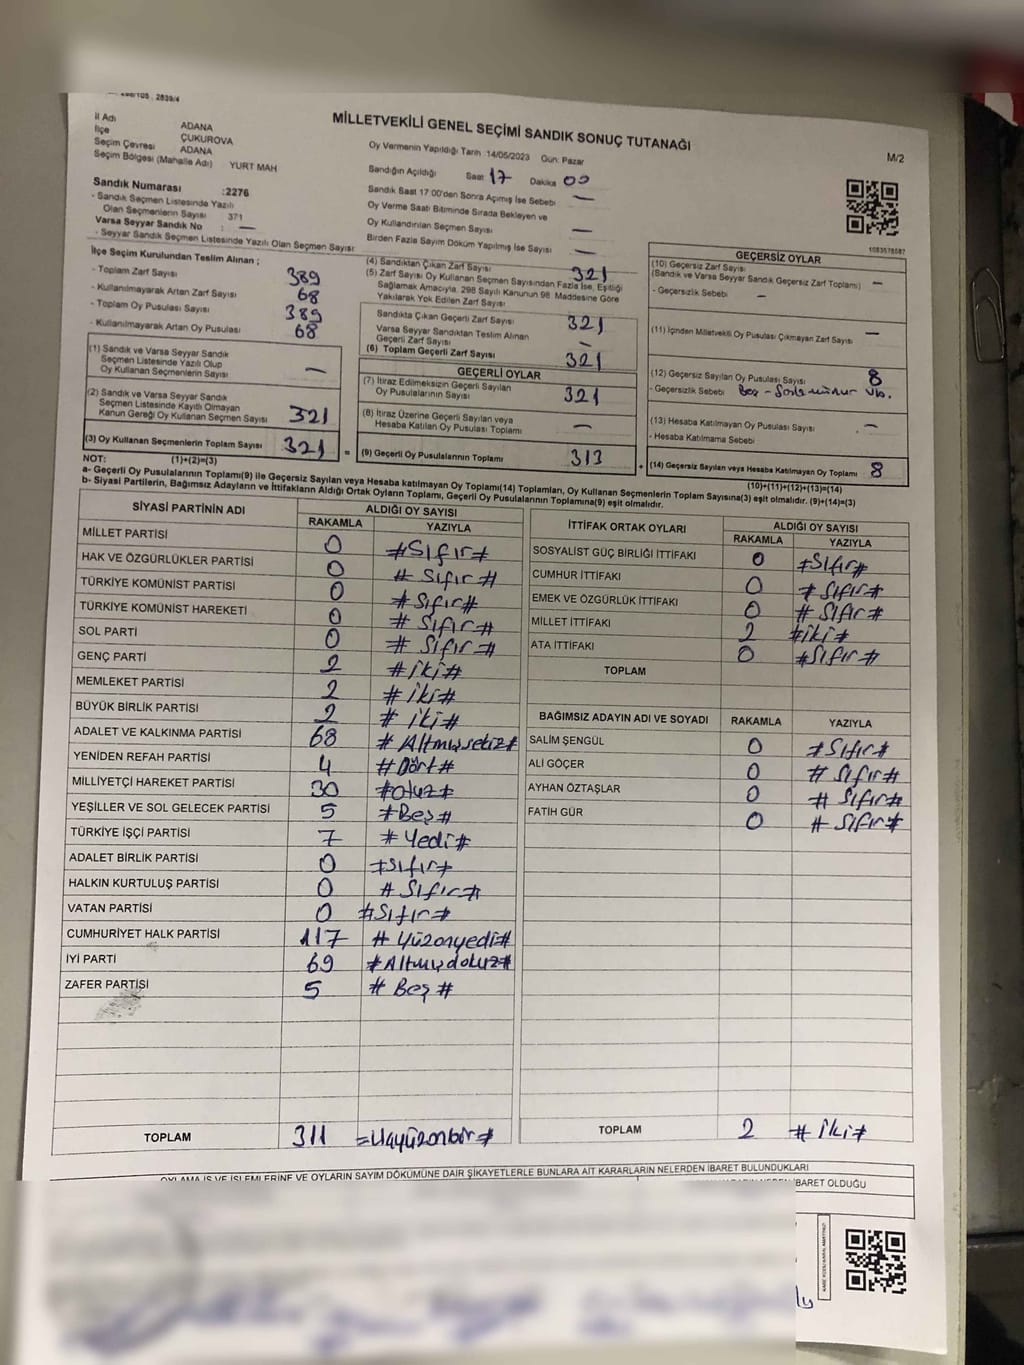 MİLLETVEKİLİ GENEL SEÇİMİ SANDIK SONUÇ TUTANAĞI
M/2
İl Adı ADANA
İlçe ÇUKUROVA
Seçim Çevresi ADANA
Seçim Bölgesi (Mahalle Adı) YURT MAH
Sandık Numarası :2276
- Sandık Seçmen Listesinde Yazılı
Olan Seçmenlerin Sayısı 371
Varsa Seyyar Sandık No : —
- Seyyar Sandık Seçmen Listesinde Yazılı Olan Seçmen Sayısı
Oy Vermenin Yapıldığı Tarih :14/05/2023 Gün: Pazar
Sandığın Açıldığı Saat 17 Dakika 00
Sandık Saat 17:00'den Sonra Açımış İse Sebebi —
Oy Verme Saati Bitiminde Sırada Bekleyen ve
Oy Kullandırılan Seçmen Sayısı —
Birden Fazla Sayım Döküm Yapılmış İse Sayısı —
1083578587
İlçe Seçim Kurulundan Teslim Alınan ;
- Toplam Zarf Sayısı 389
- Kullanılmayarak Artan Zarf Sayısı 68
- Toplam Oy Pusulası Sayısı 389
- Kullanılmayarak Artan Oy Pusulası 68
(1) Sandık ve Varsa Seyyar Sandık
Seçmen Listesinde Yazılı Olup
Oy Kullanan Seçmenlerin Sayısı —
(2) Sandık ve Varsa Seyyar Sandık
Seçmen Listesinde Kayıtlı Olmayan
Kanun Gereği Oy Kullanan Seçmen Sayısı 321
(3) Oy Kullanan Seçmenlerin Toplam Sayısı 321 =
(4) Sandıktan Çıkan Zarf Sayısı 321
(5) Zarf Sayısı Oy Kullanan Seçmen Sayısından Fazla İse, Eşitliği
Sağlamak Amacıyla, 298 Sayılı Kanunun 98. Maddesine Göre
Yakılarak Yok Edilen Zarf Sayısı
Sandıkta Çıkan Geçerli Zarf Sayısı 321
Varsa Seyyar Sandıktan Teslim Alınan
Geçerli Zarf Sayısı —
(6) Toplam Geçerli Zarf Sayısı 321
GEÇERLİ OYLAR
(7) İtiraz Edilmeksizin Geçerli Sayılan
Oy Pusulasının Sayısı 321
(8) İtiraz Üzerine Geçerli Sayılan veya
Hesaba Katılan Oy Pusulası Toplamı —
(9) Geçerli Oy Pusulalarının Toplamı 313 +
GEÇERSİZ OYLAR
(10) Geçersiz Zarf Sayısı
(Sandık ve Varsa Seyyar Sandık Geçersiz Zarf Toplamı) —
- Geçersizlik Sebebi —
(11) İçinden Milletvekili Oy Pusulası Çıkmayan Zarf Sayısı —
(12) Geçersiz Sayılan Oy Pusulası Sayısı 8
- Geçersizlik Sebebi
(13) Hesaba Katılmayan Oy Pusulası Sayısı —
- Hesaba Katılmama Sebebi
(14) Geçersiz Sayılan veya Hesaba Katılmayan Oy Toplamı 8
NOT: (1)+(2)=(3) (10)+(11)+(12)+(13)=(14)
a- Geçerli Oy Pusulalarının Toplamı(9) ile Geçersiz Sayılan veya Hesaba katılmayan Oy Toplamı(14) Toplamları, Oy Kullanan Seçmenlerin Toplam Sayısına(3) eşit olmalıdır. (9)+(14)=(3)
b- Siyasi Partilerin, Bağımsız Adayların ve İttifakların Aldığı Ortak Oyların Toplamı, Geçerli Oy Pusulalarının Toplamına(9) eşit olmalıdır.
SİYASİ PARTİNİN ADI ALDIĞI OY SAYISI
RAKAMLA YAZIYLA
MİLLET PARTİSİ 0 #Sıfır#
HAK VE ÖZGÜRLÜKLER PARTİSİ 0 # Sıfır #
TÜRKİYE KOMÜNİST PARTİSİ 0 # Sıfır#
TÜRKİYE KOMÜNİST HAREKETİ 0 # Sıfır #
SOL PARTİ 0 # Sıfır #
GENÇ PARTİ 2 #iki #
MEMLEKET PARTİSİ 2 # iki#
BÜYÜK BİRLİK PARTİSİ 2 # iki #
ADALET VE KALKINMA PARTİSİ 68 # Altmışsekiz#
YENİDEN REFAH PARTİSİ 4 #Dört#
MİLLİYETÇİ HAREKET PARTİSİ 30 #otuz#
YEŞİLLER VE SOL GELECEK PARTİSİ 5 #Beş#
TÜRKİYE İŞÇİ PARTİSİ 7 # Yedi #
ADALET BİRLİK PARTİSİ 0 #Sıfır#
HALKIN KURTULUŞ PARTİSİ 0 # Sıfır#
VATAN PARTİSİ 0 #Sıfır#
CUMHURİYET HALK PARTİSİ 117 # Yüzonyedi#
İYİ PARTİ 69 #Altmışdokuz#
ZAFER PARTİSİ 5 # Beş #
TOPLAM 311 =Üçyüzonbir#
İTTİFAK ORTAK OYLARI ALDIĞI OY SAYISI
RAKAMLA YAZIYLA
SOSYALİST GÜÇ BİRLİĞİ İTTİFAKI 0 #Sıfır#
CUMHUR İTTİFAKI 0 # Sıfır#
EMEK VE ÖZGÜRLÜK İTTİFAKI 0 # Sıfır #
MİLLET İTTİFAKI 2 #iki #
ATA İTTİFAKI 0 #Sıfır #
TOPLAM
BAĞIMSIZ ADAYIN ADI VE SOYADI RAKAMLA YAZIYLA
SALİM ŞENGÜL 0 #Sıfır#
ALİ GÖÇER 0 # Sıfır#
AYHAN ÖZTAŞLAR 0 # Sıfır#
FATİH GÜR 0 # Sıfır#
TOPLAM 2 # iki#
OYLAMA İŞ VE İŞLEMLERİNE VE OYLARIN SAYIM DÖKÜMÜNE DAİR ŞİKAYETLERLE BUNLARA AİT KARARLARIN NELERDEN İBARET BULUNDUKLARI
İBARET OLDUĞU